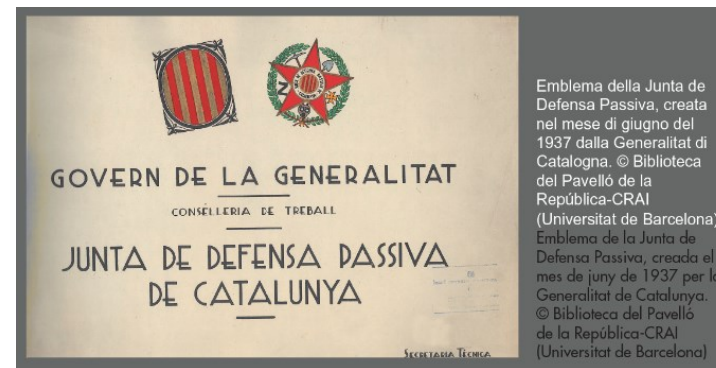 GOVERN DE LA GENERALITAT
CONSELLERIA DE TREBALL
JUNTA DE DEFENSA PASSIVA
DE CATALUNYA
SECRETARIA TÈCNICA
Emblema della Junta de
Defensa Passiva, creata
nel mese di giugno del
1937 dalla Generalitat di
Catalogna. © Biblioteca
del Pavelló de la
República-CRAI
(Universitat de Barcelona)
Emblema de la Junta de
Defensa Passiva, creada el
mes de juny de 1937 per la
Generalitat de Catalunya.
© Biblioteca del Pavelló
de la República-CRAI
(Universitat de Barcelona)